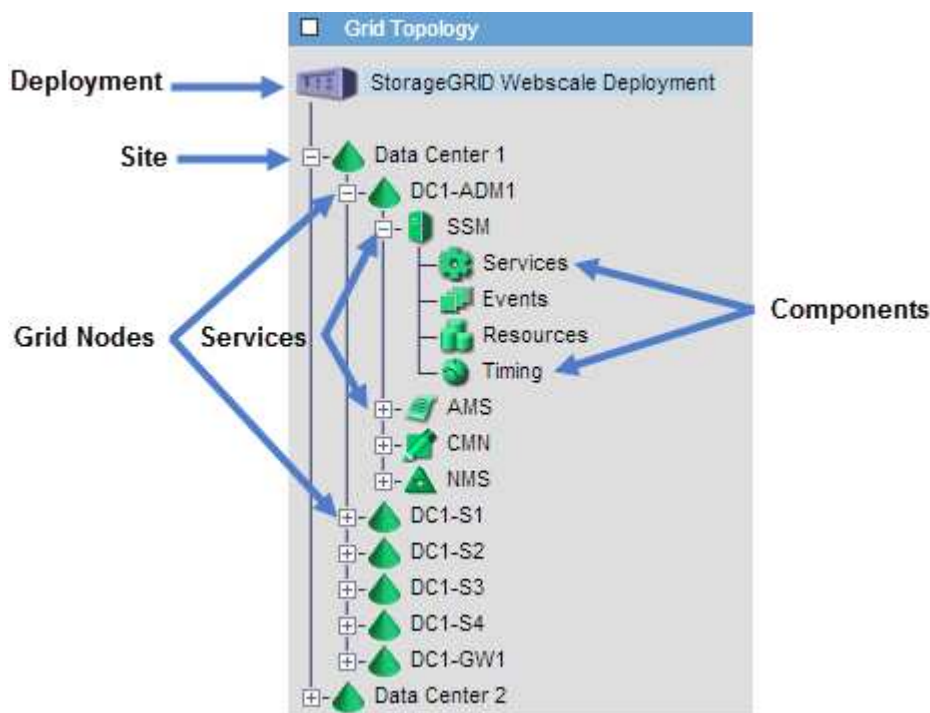 Grid Topology
Deployment
StorageGRID Webscale Deployment
Site
Data Center 1
DC1-ADM1
SSM
Services
Events
Components
Grid Nodes
Services
Resources
Timing
AMS
CMN
NMS
DC1-S1
DC1-S2
DC1-S3
DC1-S4
DC1-GW1
Data Center 2